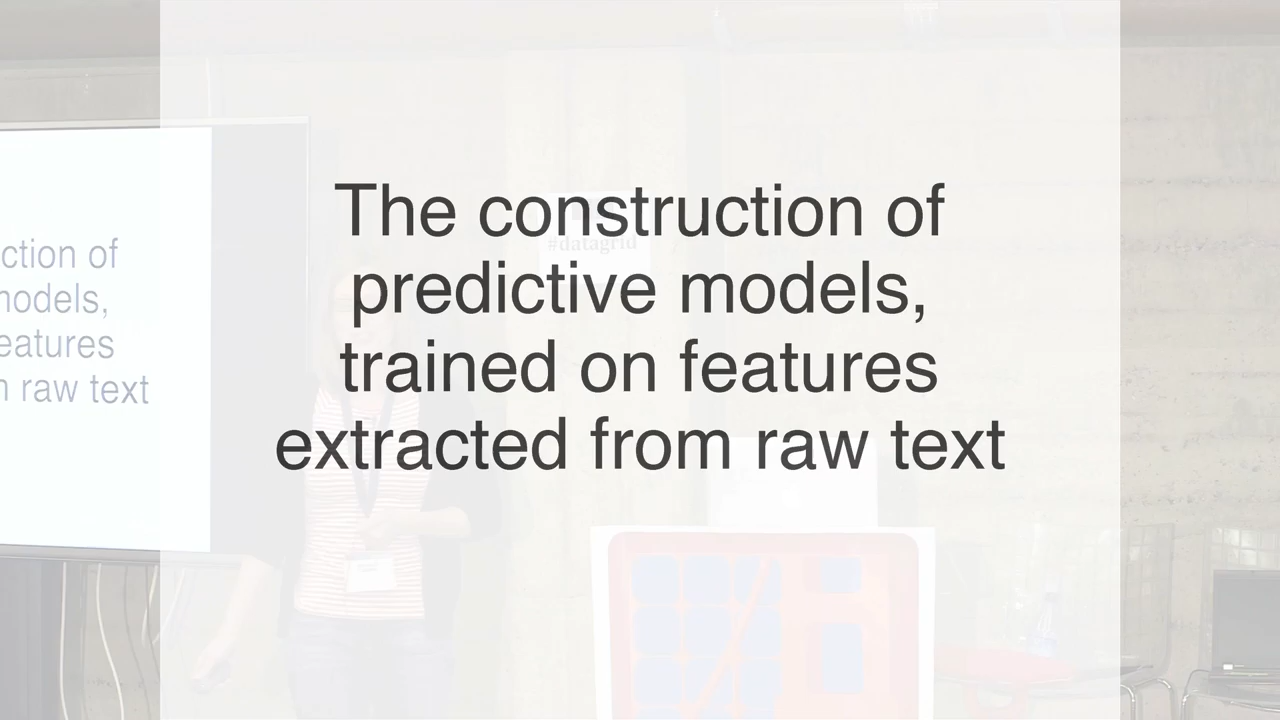 The construction of
predictive models,
trained on features
extracted from raw text
#datagrid
ction of
models,
eatures
raw text